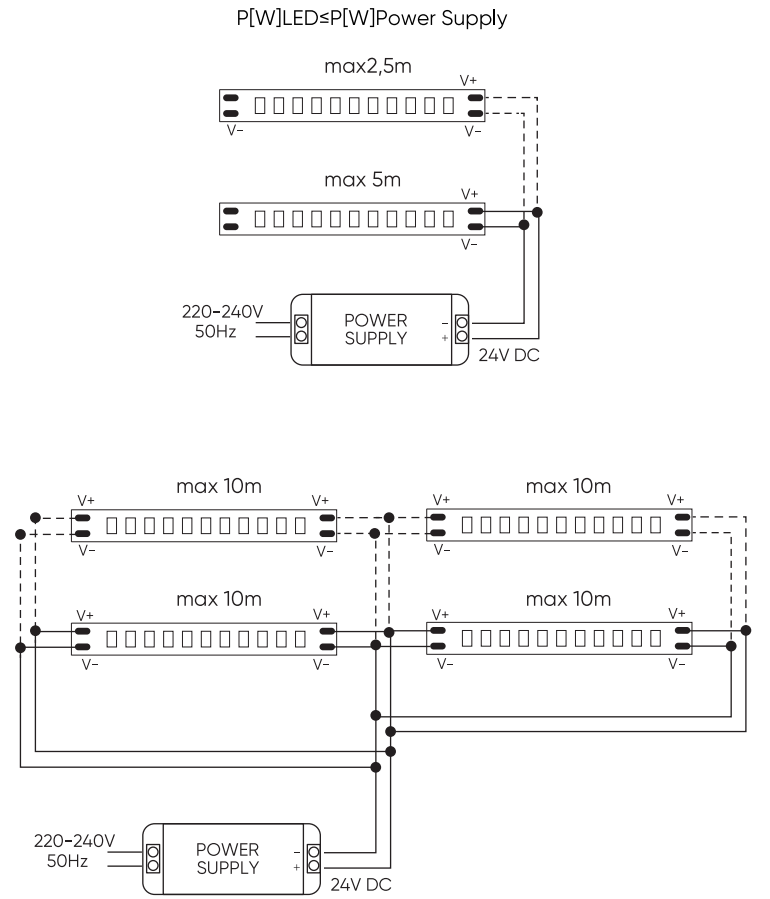 P[W]LED≤P[W]Power Supply
max2,5m
V+
V−
V−
max 5m
V+
V−
220-240V
50Hz
POWER
SUPPLY
−
+
24V DC
max 10m
max 10m
V+
V+
V+
V+
V−
V−
V−
V−
max 10m
max 10m
V+
V+
V+
V+
V−
V−
V−
V−
220-240V
50Hz
POWER
SUPPLY
−
+
24V DC